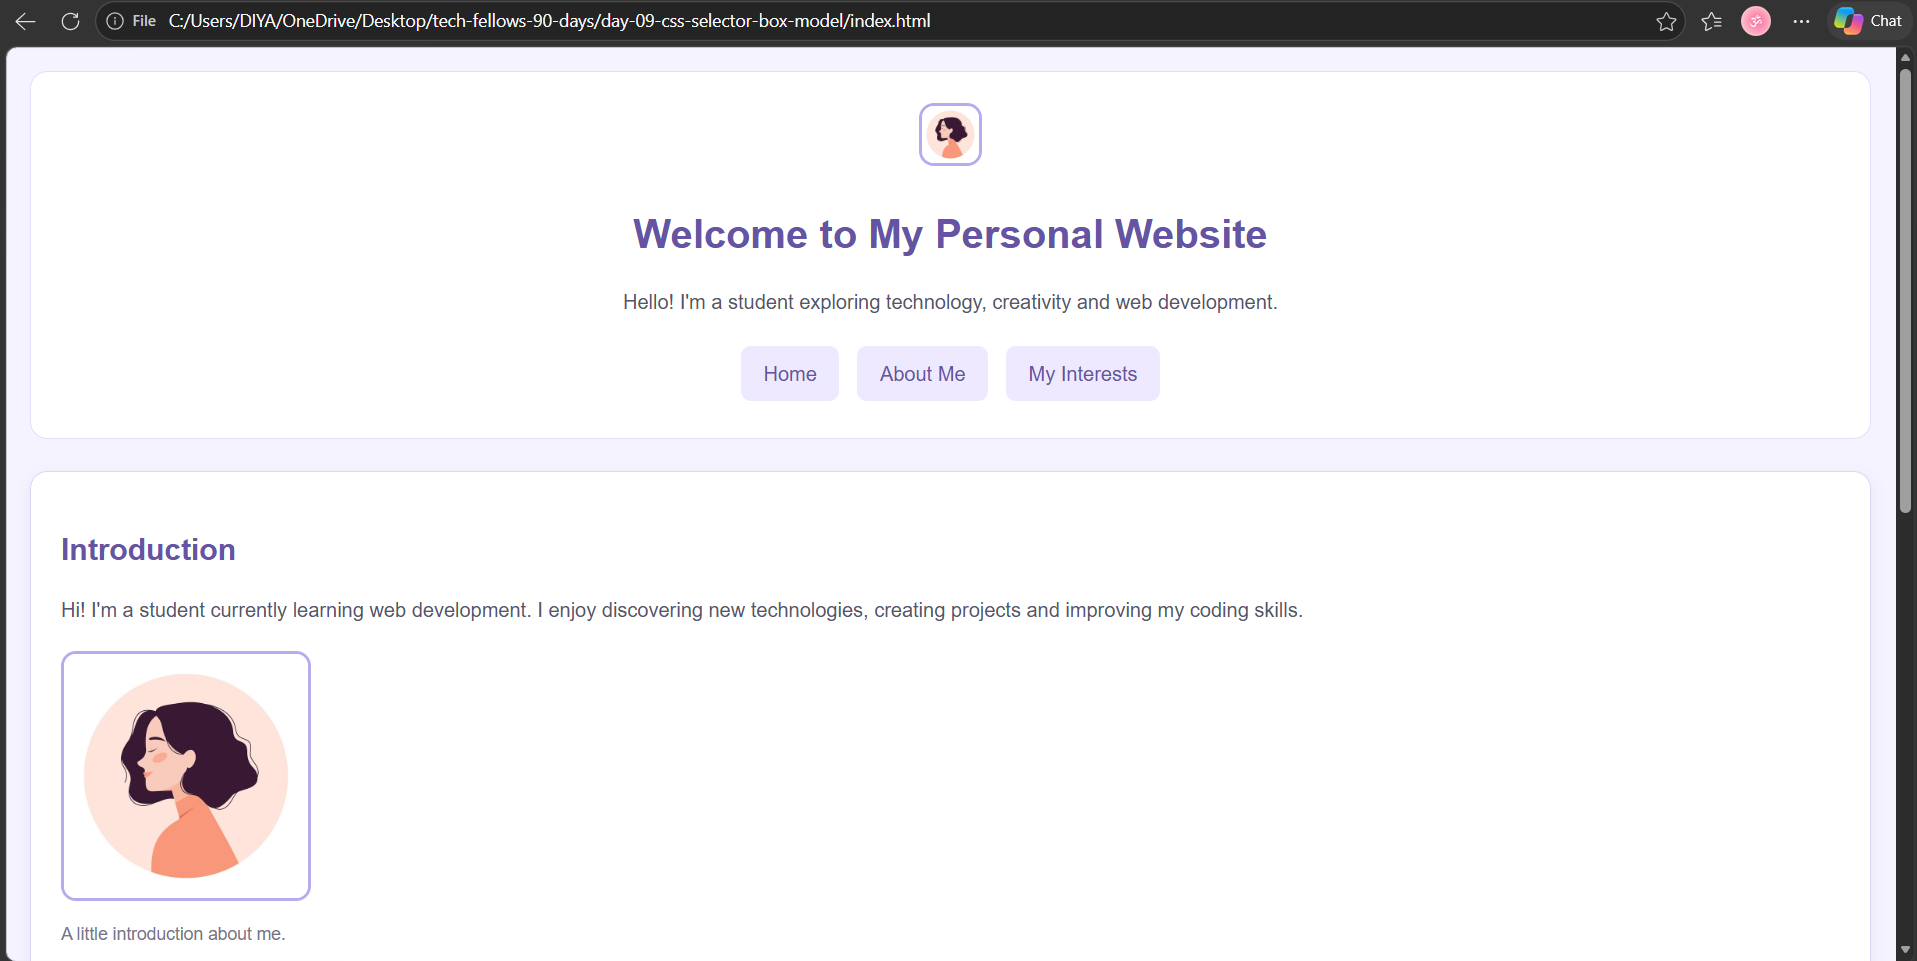 File C:/Users/DIYA/OneDrive/Desktop/tech-fellows-90-days/day-09-css-selector-box-model/index.html
ॐ
Chat
Welcome to My Personal Website
Hello! I'm a student exploring technology, creativity and web development.
Home About Me My Interests
Introduction
Hi! I'm a student currently learning web development. I enjoy discovering new technologies, creating projects and improving my coding skills.
A little introduction about me.